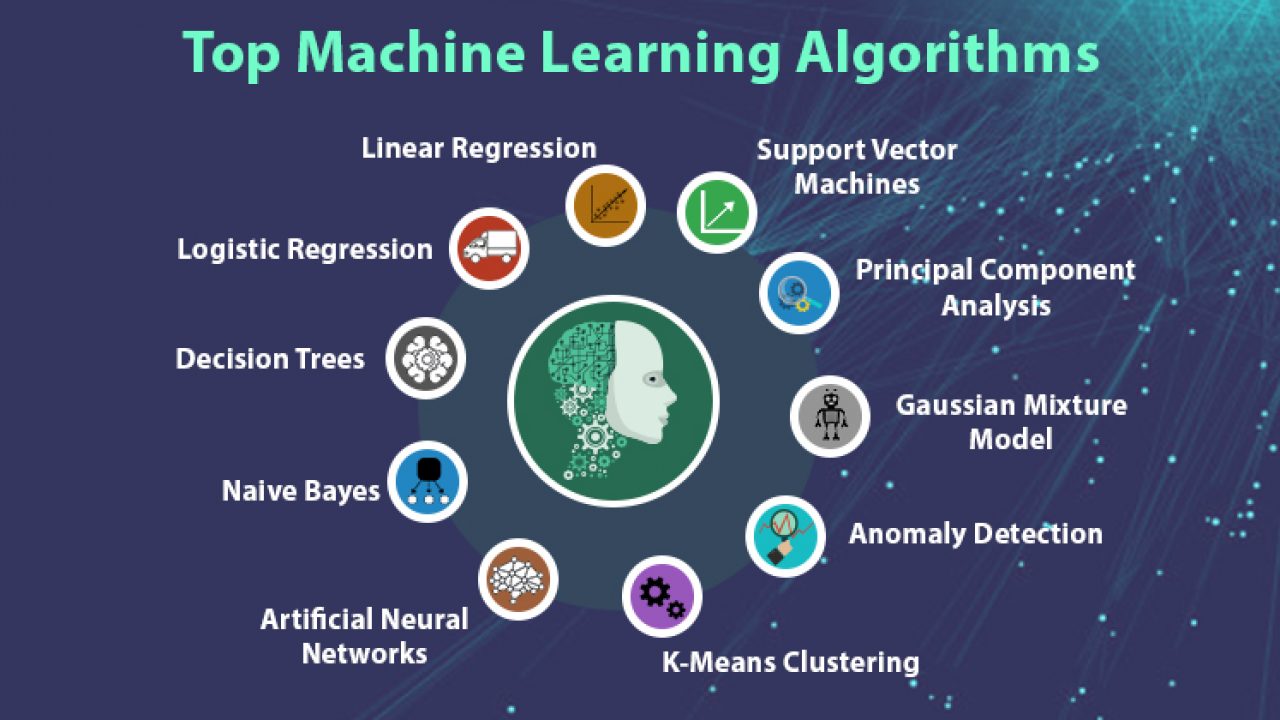 Top Machine Learning Algorithms
Linear Regression
Support Vector
Machines
Logistic Regression
Principal Component
Analysis
Decision Trees
Gaussian Mixture
Model
Naive Bayes
Anomaly Detection
Artificial Neural
Networks
K-Means Clustering